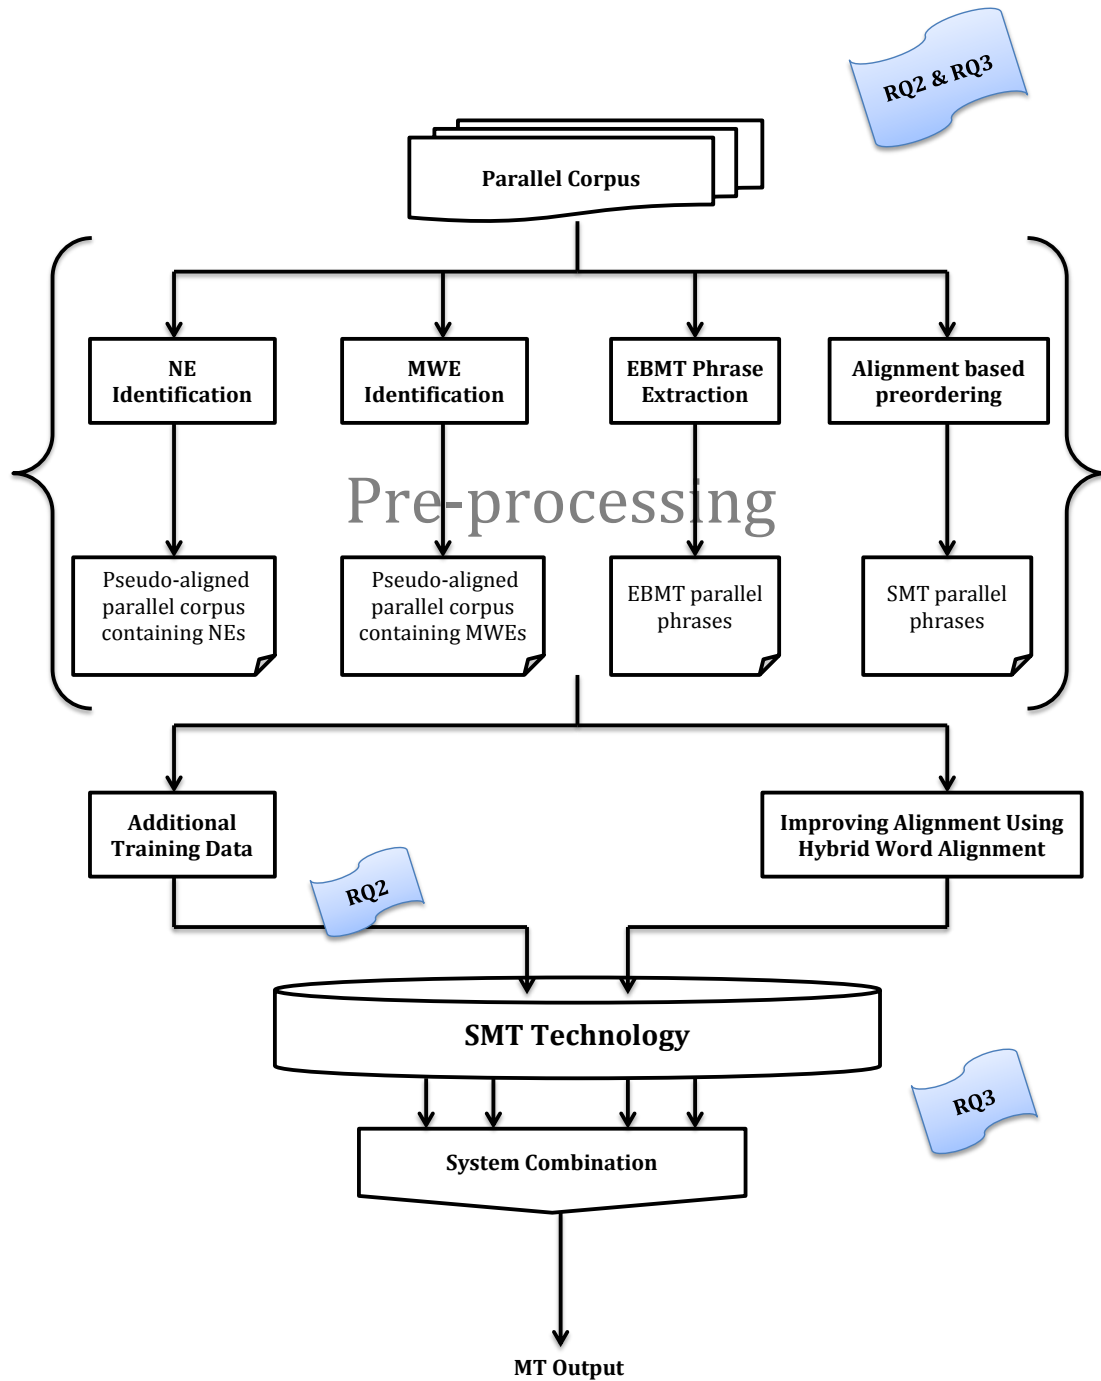 RQ2 & RQ3
Parallel Corpus
NE
Identification
MWE
Identification
EBMT Phrase
Extraction
Alignment based
preordering
Pre-processing
Pseudo-aligned
parallel corpus
containing NEs
Pseudo-aligned
parallel corpus
containing MWEs
EBMT parallel
phrases
SMT parallel
phrases
Additional
Training Data
Improving Alignment Using
Hybrid Word Alignment
RQ2
SMT Technology
RQ3
System Combination
MT Output